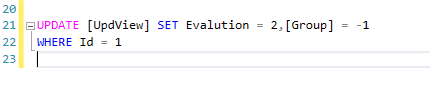 20
21 UPDATE [UpdView] SET Evalution = 2,[Group] = -1
22 WHERE Id = 1
23